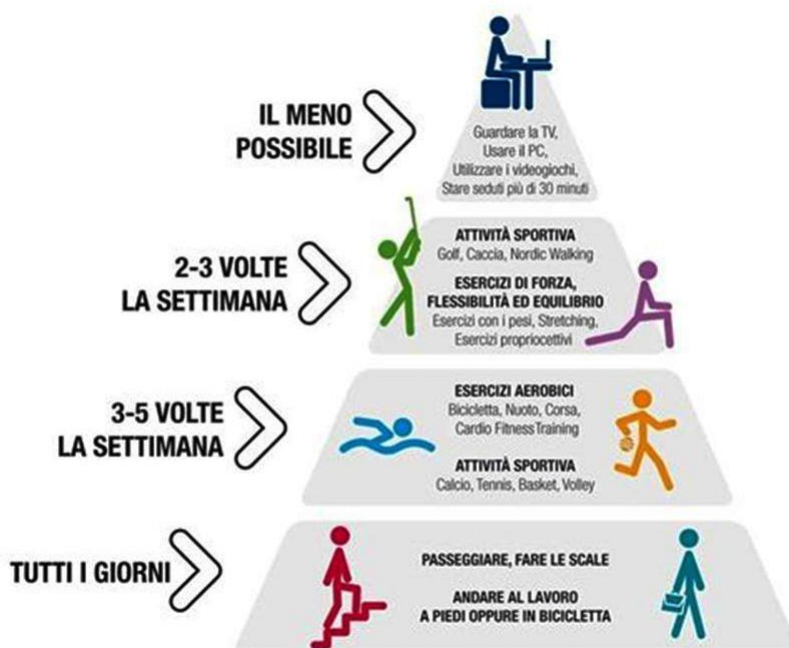 IL MENO
POSSIBILE
Guardare la TV,
Usare il PC,
Utilizzare i videogiochi,
Stare seduti più di 30 minuti
2-3 VOLTE
LA SETTIMANA
ATTIVITÀ SPORTIVA
Golf, Caccia, Nordic Walking
ESERCIZI DI FORZA,
FLESSIBILITÀ ED EQUILIBRIO
Esercizi con i pesi, Stretching,
Esercizi propriocettivi
3-5 VOLTE
LA SETTIMANA
ESERCIZI AEROBICI
Bicicletta, Nuoto, Corsa,
Cardio FitnessTraining
ATTIVITÀ SPORTIVA
Calcio, Tennis, Basket, Volley
TUTTI I GIORNI
PASSEGGIARE, FARE LE SCALE
ANDARE AL LAVORO
A PIEDI OPPURE IN BICICLETTA